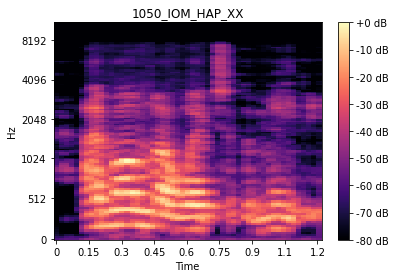 1050_IOM_HAP_XX
8192
4096
2048
1024
512
0
Hz
0 0.15 0.3 0.45 0.6 0.75 0.9 1.1 1.2
Time
+0 dB
-10 dB
-20 dB
-30 dB
-40 dB
-50 dB
-60 dB
-70 dB
-80 dB